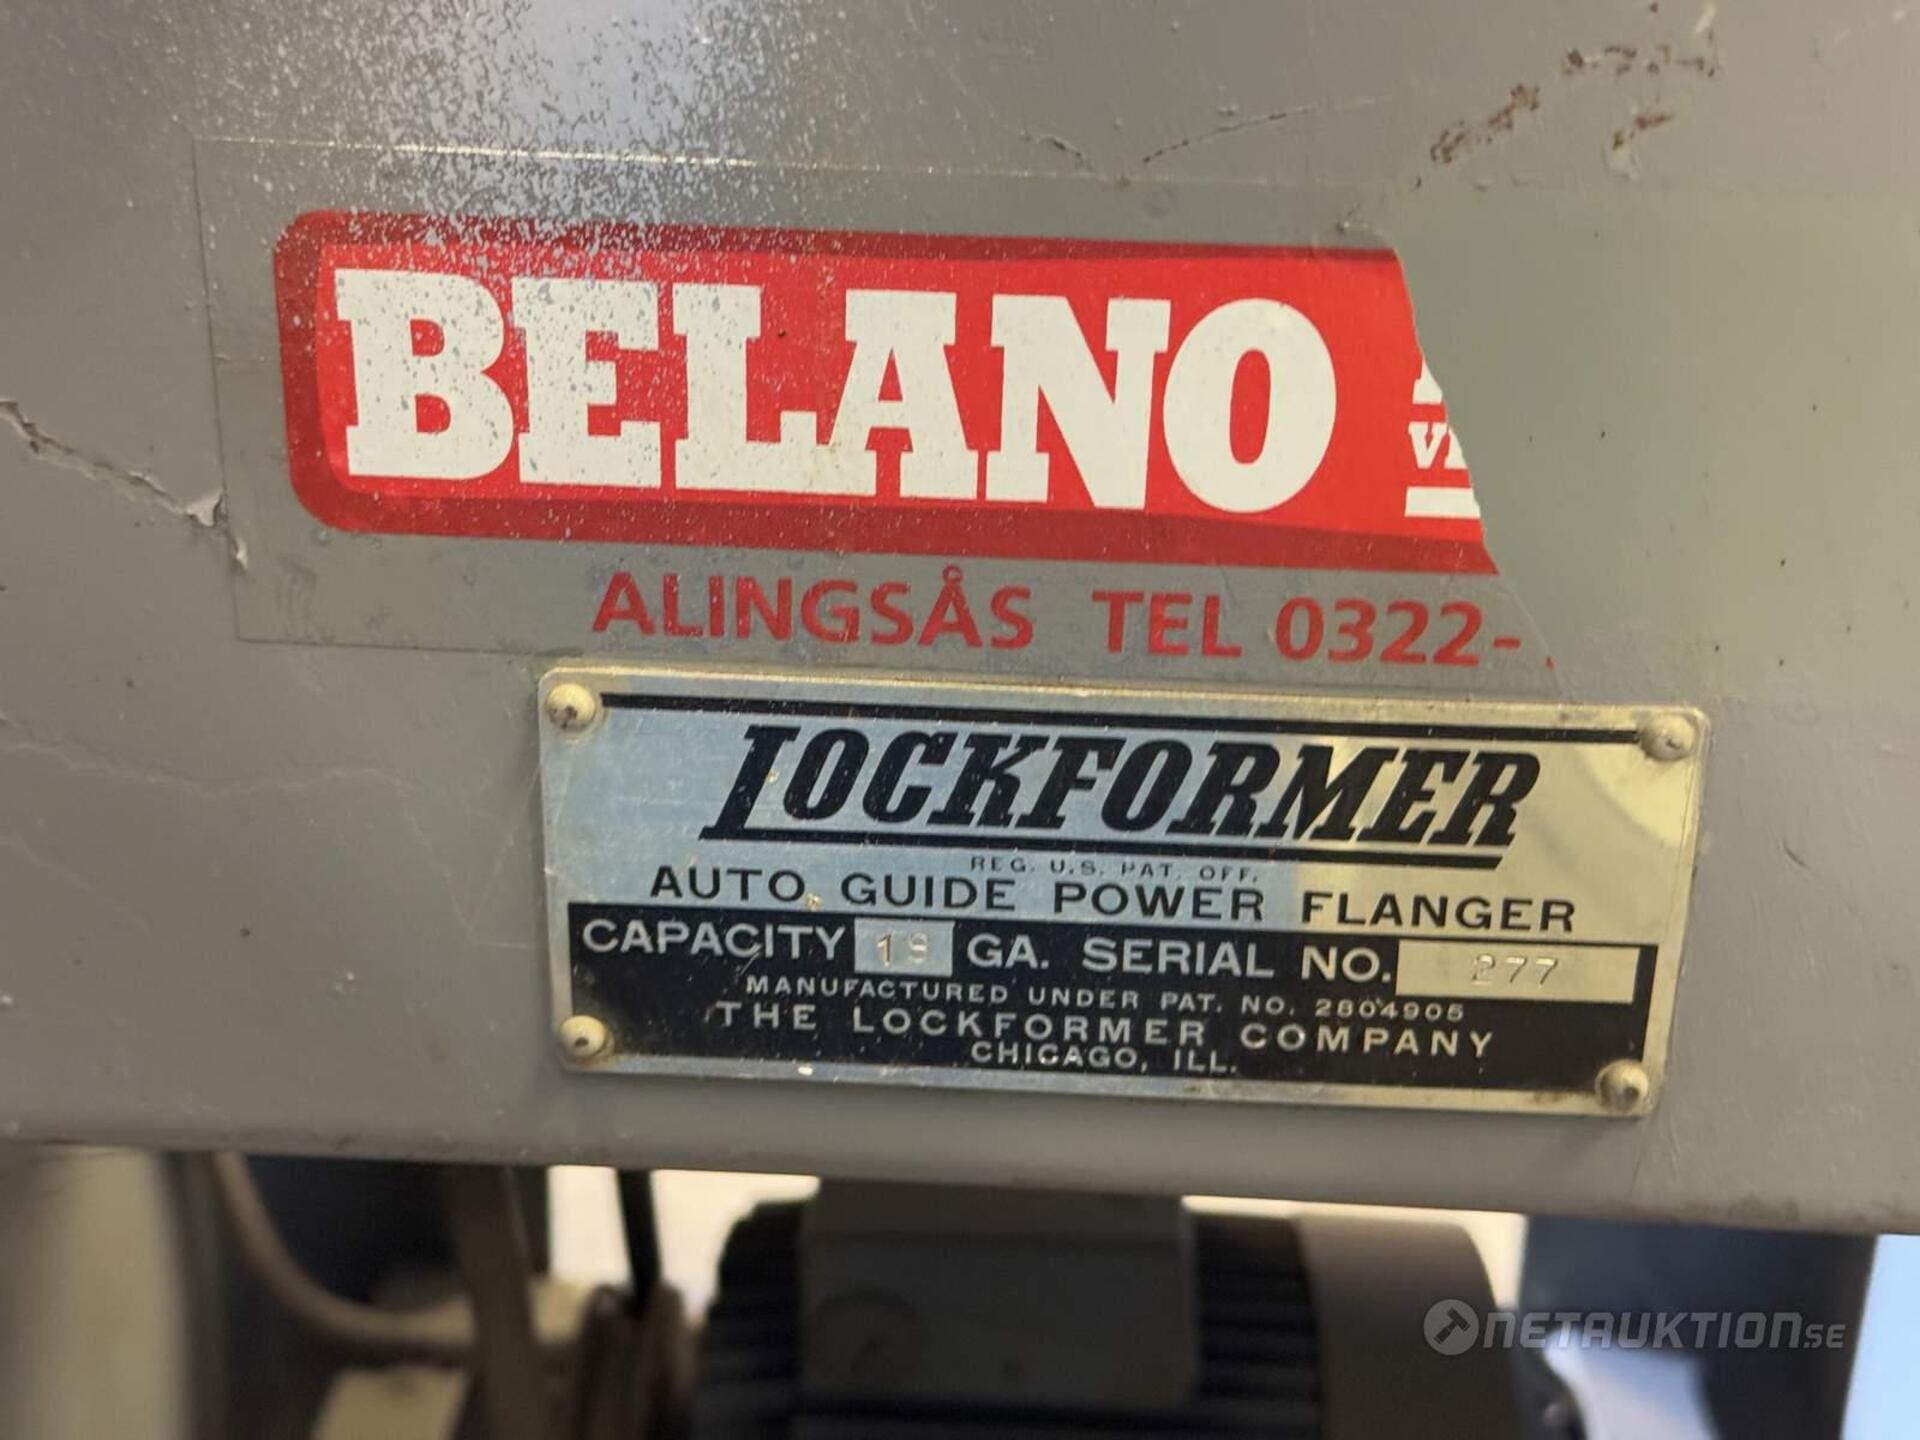 BELANO
ALINGSÅS TEL 0322-
LOCKFORMER
REG. U.S. PAT. OFF.
AUTO GUIDE POWER FLANGER
CAPACITY GA. SERIAL NO. 277
MANUFACTURED UNDER PAT. NO. 2804905
THE LOCKFORMER COMPANY
CHICAGO, ILL.
NETAUKTION.SE